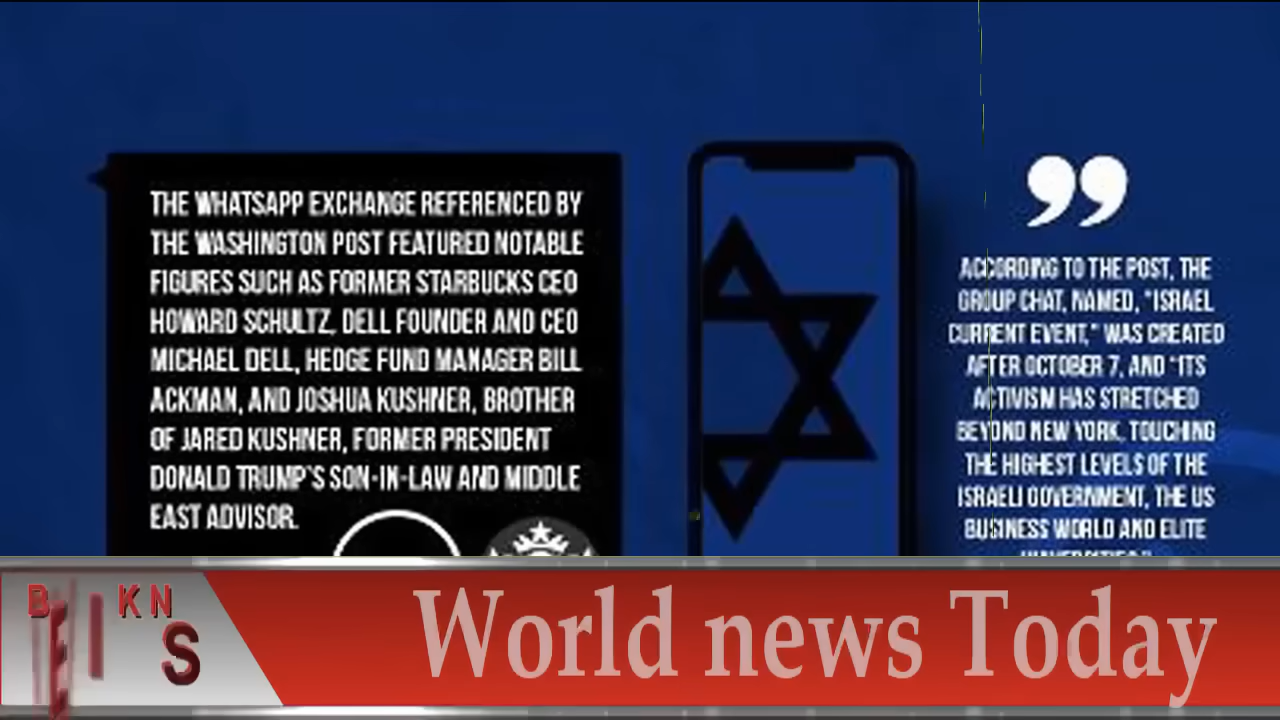 THE WHATSAPP EXCHANGE REFERENCED BY
THE WASHINGTON POST FEATURED NOTABLE
FIGURES SUCH AS FORMER STARBUCKS CEO
HOWARD SCHULTZ, DELL FOUNDER AND CEO
MICHAEL DELL, HEDGE FUND MANAGER BILL
ACKMAN, AND JOSHUA KUSHNER, BROTHER
OF JARED KUSHNER, FORMER PRESIDENT
DONALD TRUMP'S SON-IN-LAW AND MIDDLE
EAST ADVISOR.
”
ACCORDING TO THE POST, THE
GROUP CHAT, NAMED, "ISRAEL
CURRENT EVENT," WAS CREATED
AFTER OCTOBER 7, AND "ITS
ACTIVISM HAS STRETCHED
BEYOND NEW YORK, TOUCHING
THE HIGHEST LEVELS OF THE
ISRAELI GOVERNMENT, THE US
BUSINESS WORLD AND ELITE
World news Today